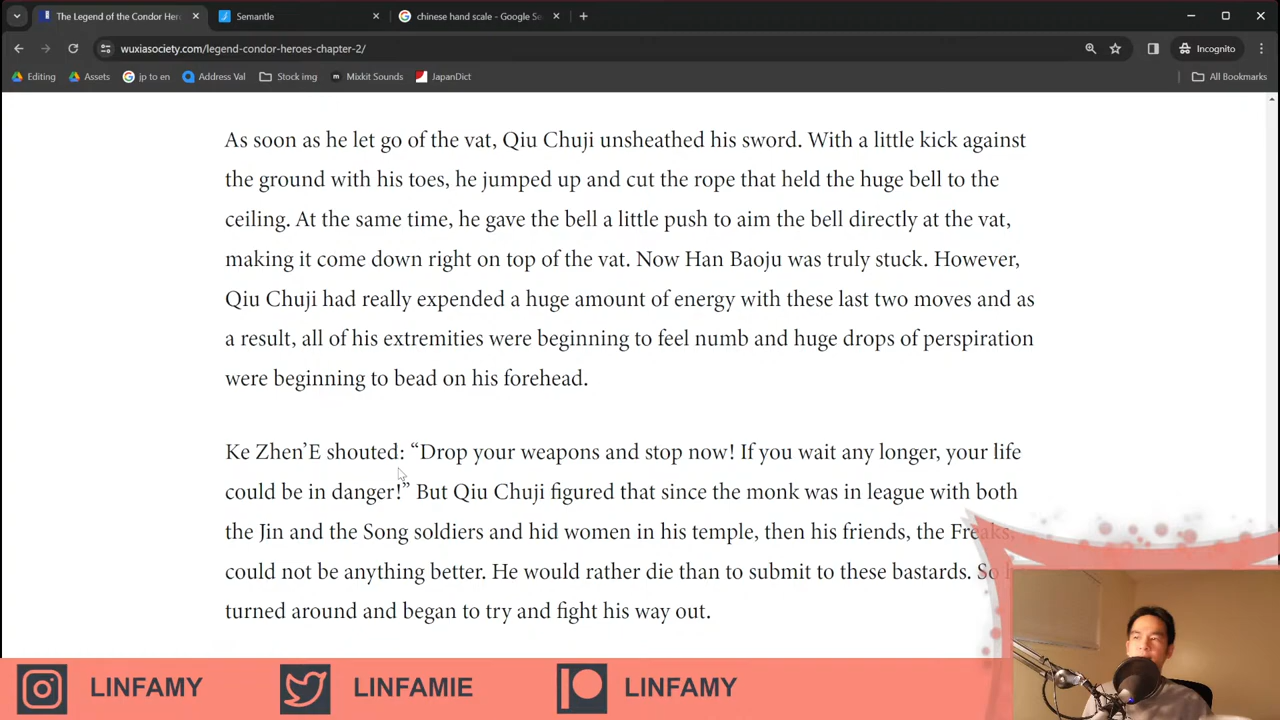 The Legend of the Condor Her
Semantle
chinese hand scale - Google Se
wuxiasociety.com/legend-condor-heroes-chapter-2/
Incognito
Editing
Assets
jp to en
Address Val
Stock img
Mixkit Sounds
JapanDict
All Bookmarks
As soon as he let go of the vat, Qiu Chuji unsheathed his sword. With a little kick against
the ground with his toes, he jumped up and cut the rope that held the huge bell to the
ceiling. At the same time, he gave the bell a little push to aim the bell directly at the vat,
making it come down right on top of the vat. Now Han Baoju was truly stuck. However,
Qiu Chuji had really expended a huge amount of energy with these last two moves and as
a result, all of his extremities were beginning to feel numb and huge drops of perspiration
were beginning to bead on his forehead.
Ke Zhen’E shouted: “Drop your weapons and stop now! If you wait any longer, your life
could be in danger!” But Qiu Chuji figured that since the monk was in league with both
the Jin and the Song soldiers and hid women in his temple, then his friends, the Freaks,
could not be anything better. He would rather die than to submit to these bastards. So
turned around and began to try and fight his way out.
LINFAMY
LINFAMIE
LINFAMY